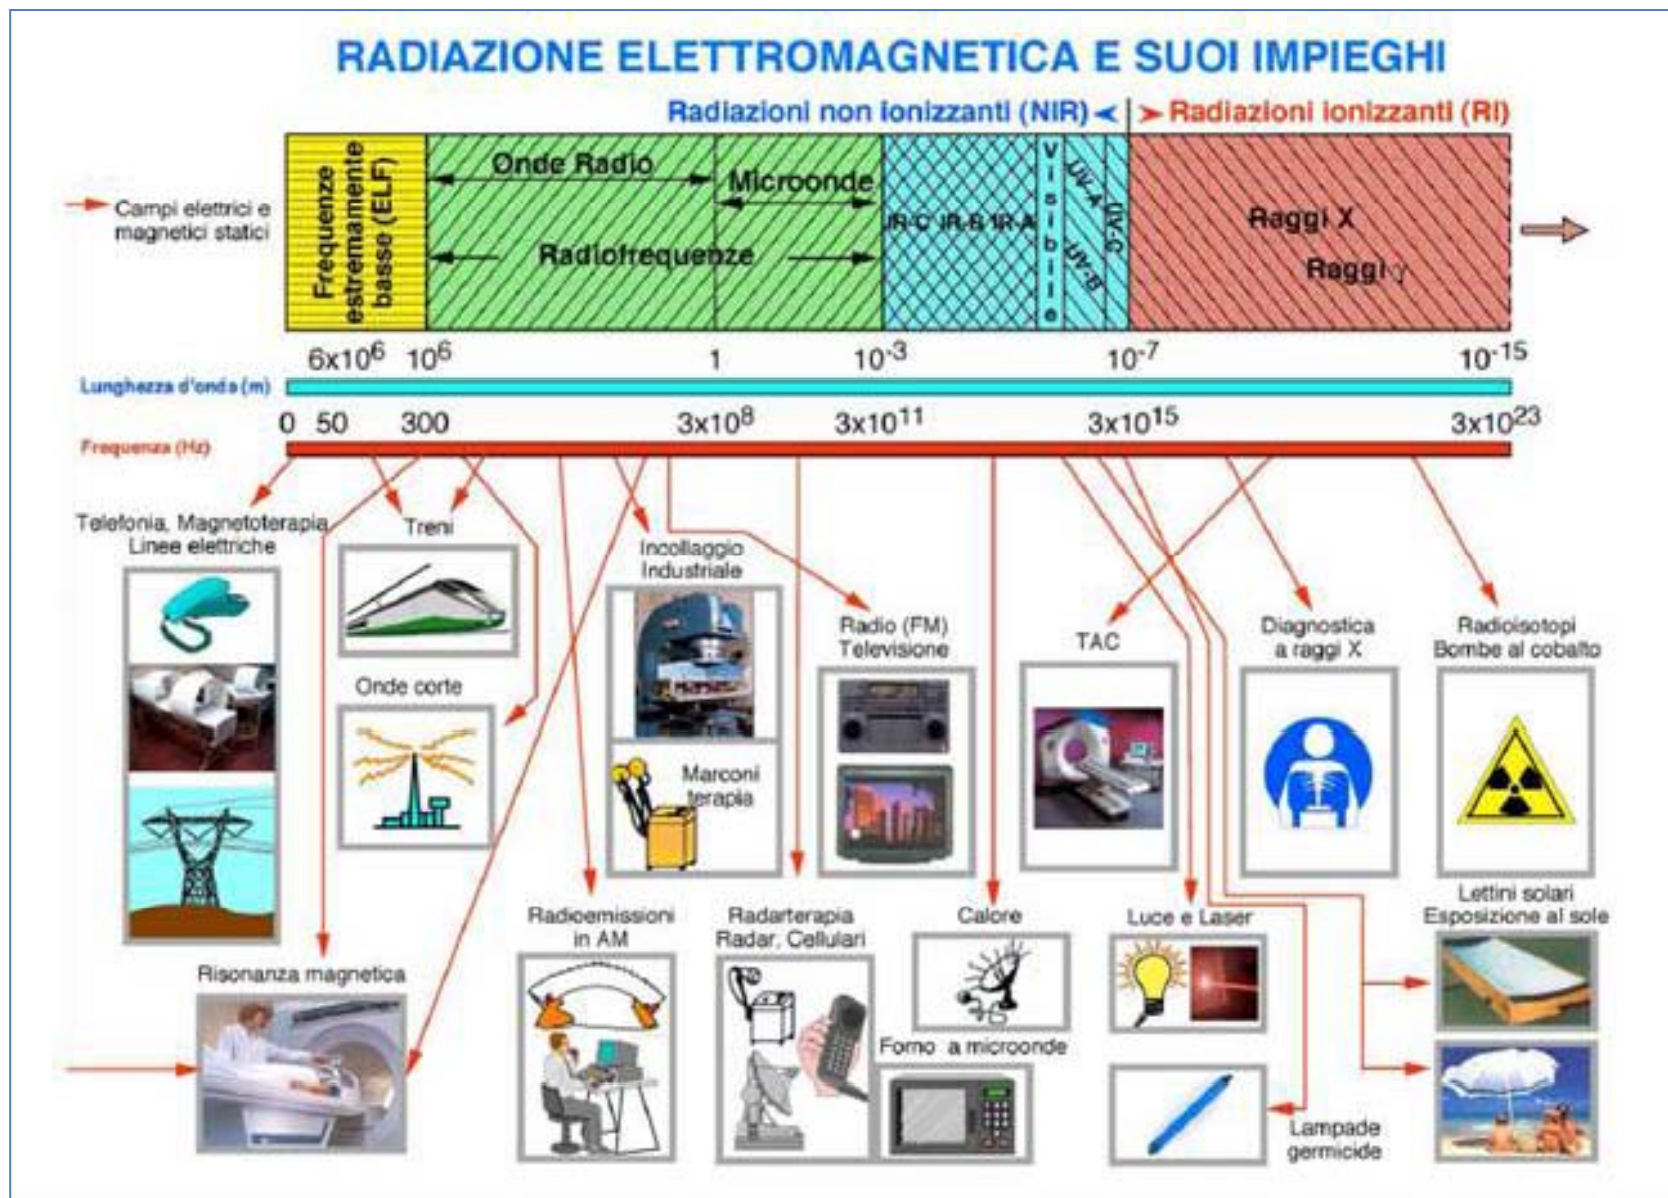 RADIAZIONE ELETTROMAGNETICA E SUOI IMPIEGHI
Radiazioni non ionizzanti (NIR)
Radiazioni ionizzanti (RI)
Campi elettrici e
magnetici statici
Frequenze
estremamente
basse (ELF)
Onde Radio
Microonde
Radiofrequenze
IR-C IR-B IR-A
Visibile
UV-A
UV-B
UV-C
Raggi X
Raggi γ
6x10⁶ 10⁶ 1 10⁻³ 10⁻⁷ 10⁻¹⁵
Lunghezza d'onda (m)
0 50 300 3x10⁸ 3x10¹¹ 3x10¹⁵ 3x10²³
Frequenza (Hz)
Telefonia, Magnetoterapia
Linee elettriche
Treni
Onde corte
Incollaggio
Industriale
Marconi
terapia
Radio (FM)
Televisione
TAC
Diagnostica
a raggi X
Radioisotopi
Bombe al cobalto
Risonanza magnetica
Radioemissioni
in AM
Radarterapia
Radar, Cellulari
Calore
Forno a microonde
Luce e Laser
Lampade
germicide
Lettini solari
Esposizione al sole